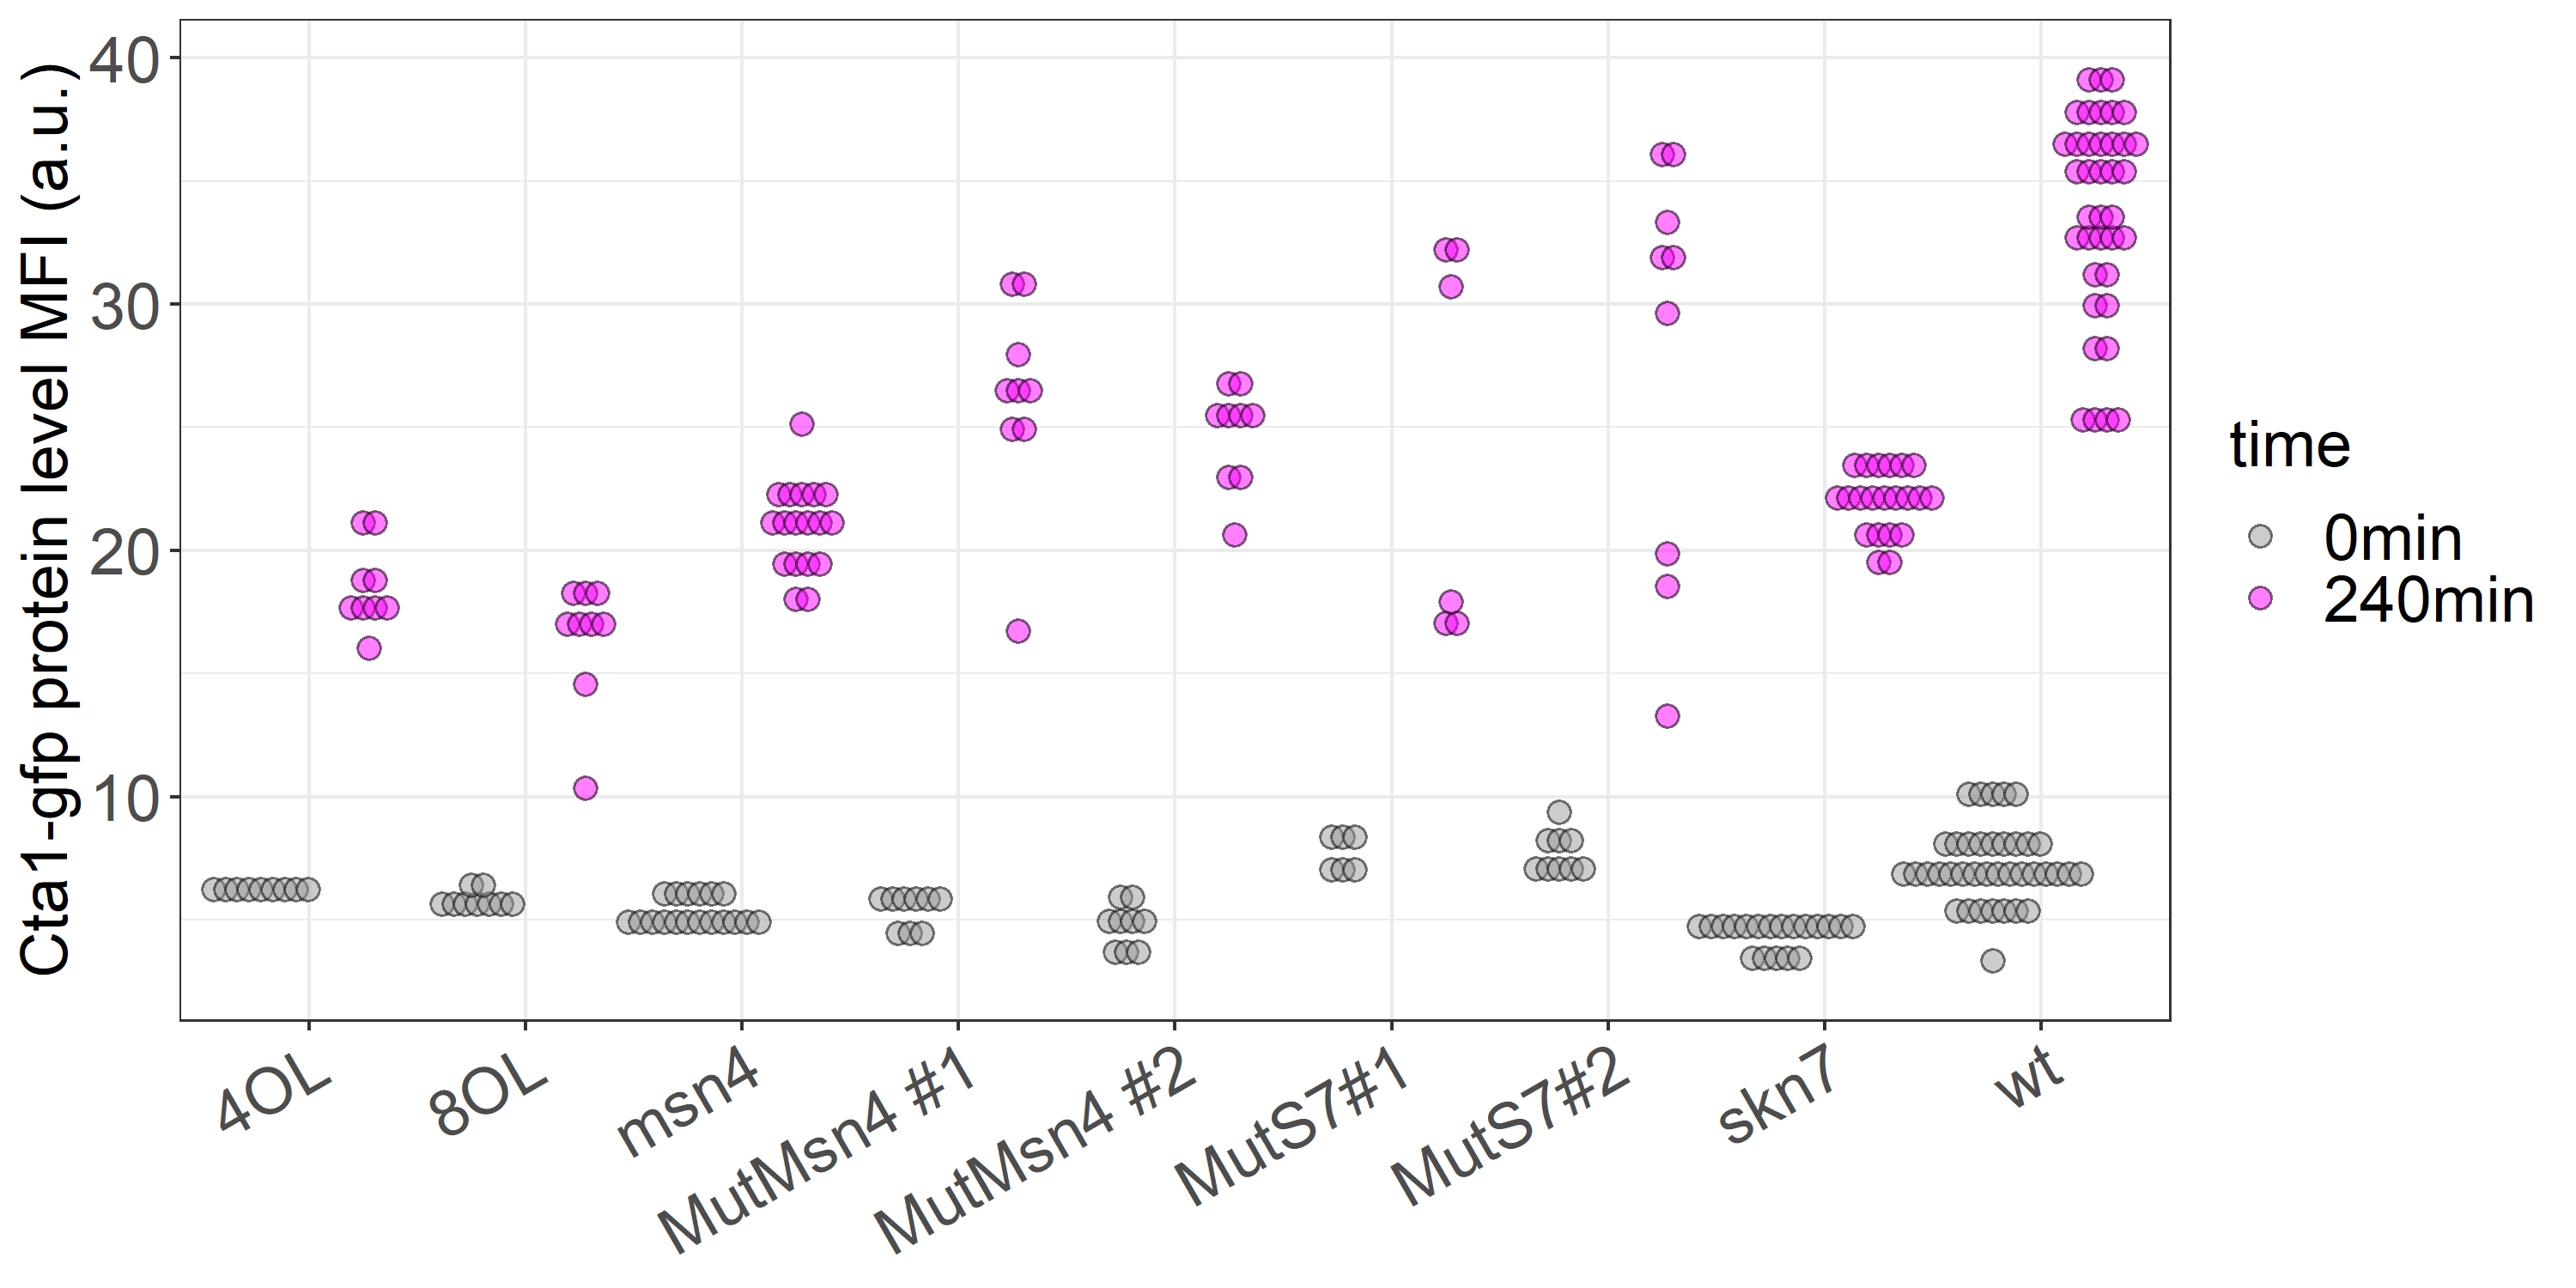 Cta1-gfp protein level MFI (a.u.)
40
30
20
10
4OL
8OL
msn4
MutMsn4 #1
MutMsn4 #2
MutS7#1
MutS7#2
skn7
wt
time
0min
240min